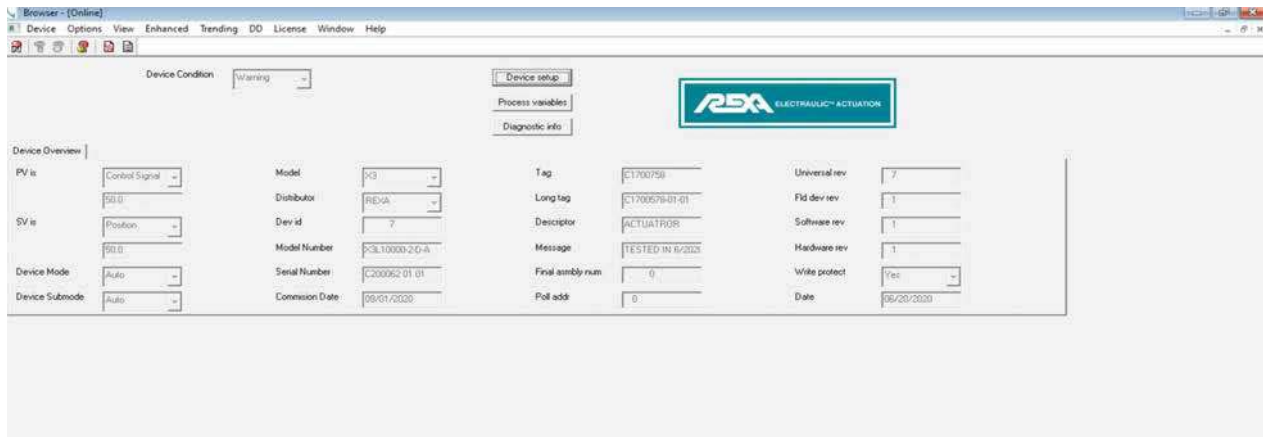 Browser - [Online]
Device Options View Enhanced Trending DD License Window Help
Device Condition Warning Device setup
Process variables
Diagnostic info
REXA ELECTRAULIC™ ACTUATION
Device Overview
PV is Control Signal Model X3 Tag C1700758 Universal rev 7
50.0 Distributor REXA Long tag C1700578-01-01 Fld dev rev 1
SV is Position Dev id 7 Descriptor ACTUATROR Software rev 1
50.0 Model Number X3L10000-2-D-A Message TESTED IN 6/202 Hardware rev 1
Device Mode Auto Serial Number C200062 01 01 Final asmbly num 0 Write protect Yes
Device Submode Auto Commision Date 09/01/2020 Poll addr 0 Date 06/20/2020